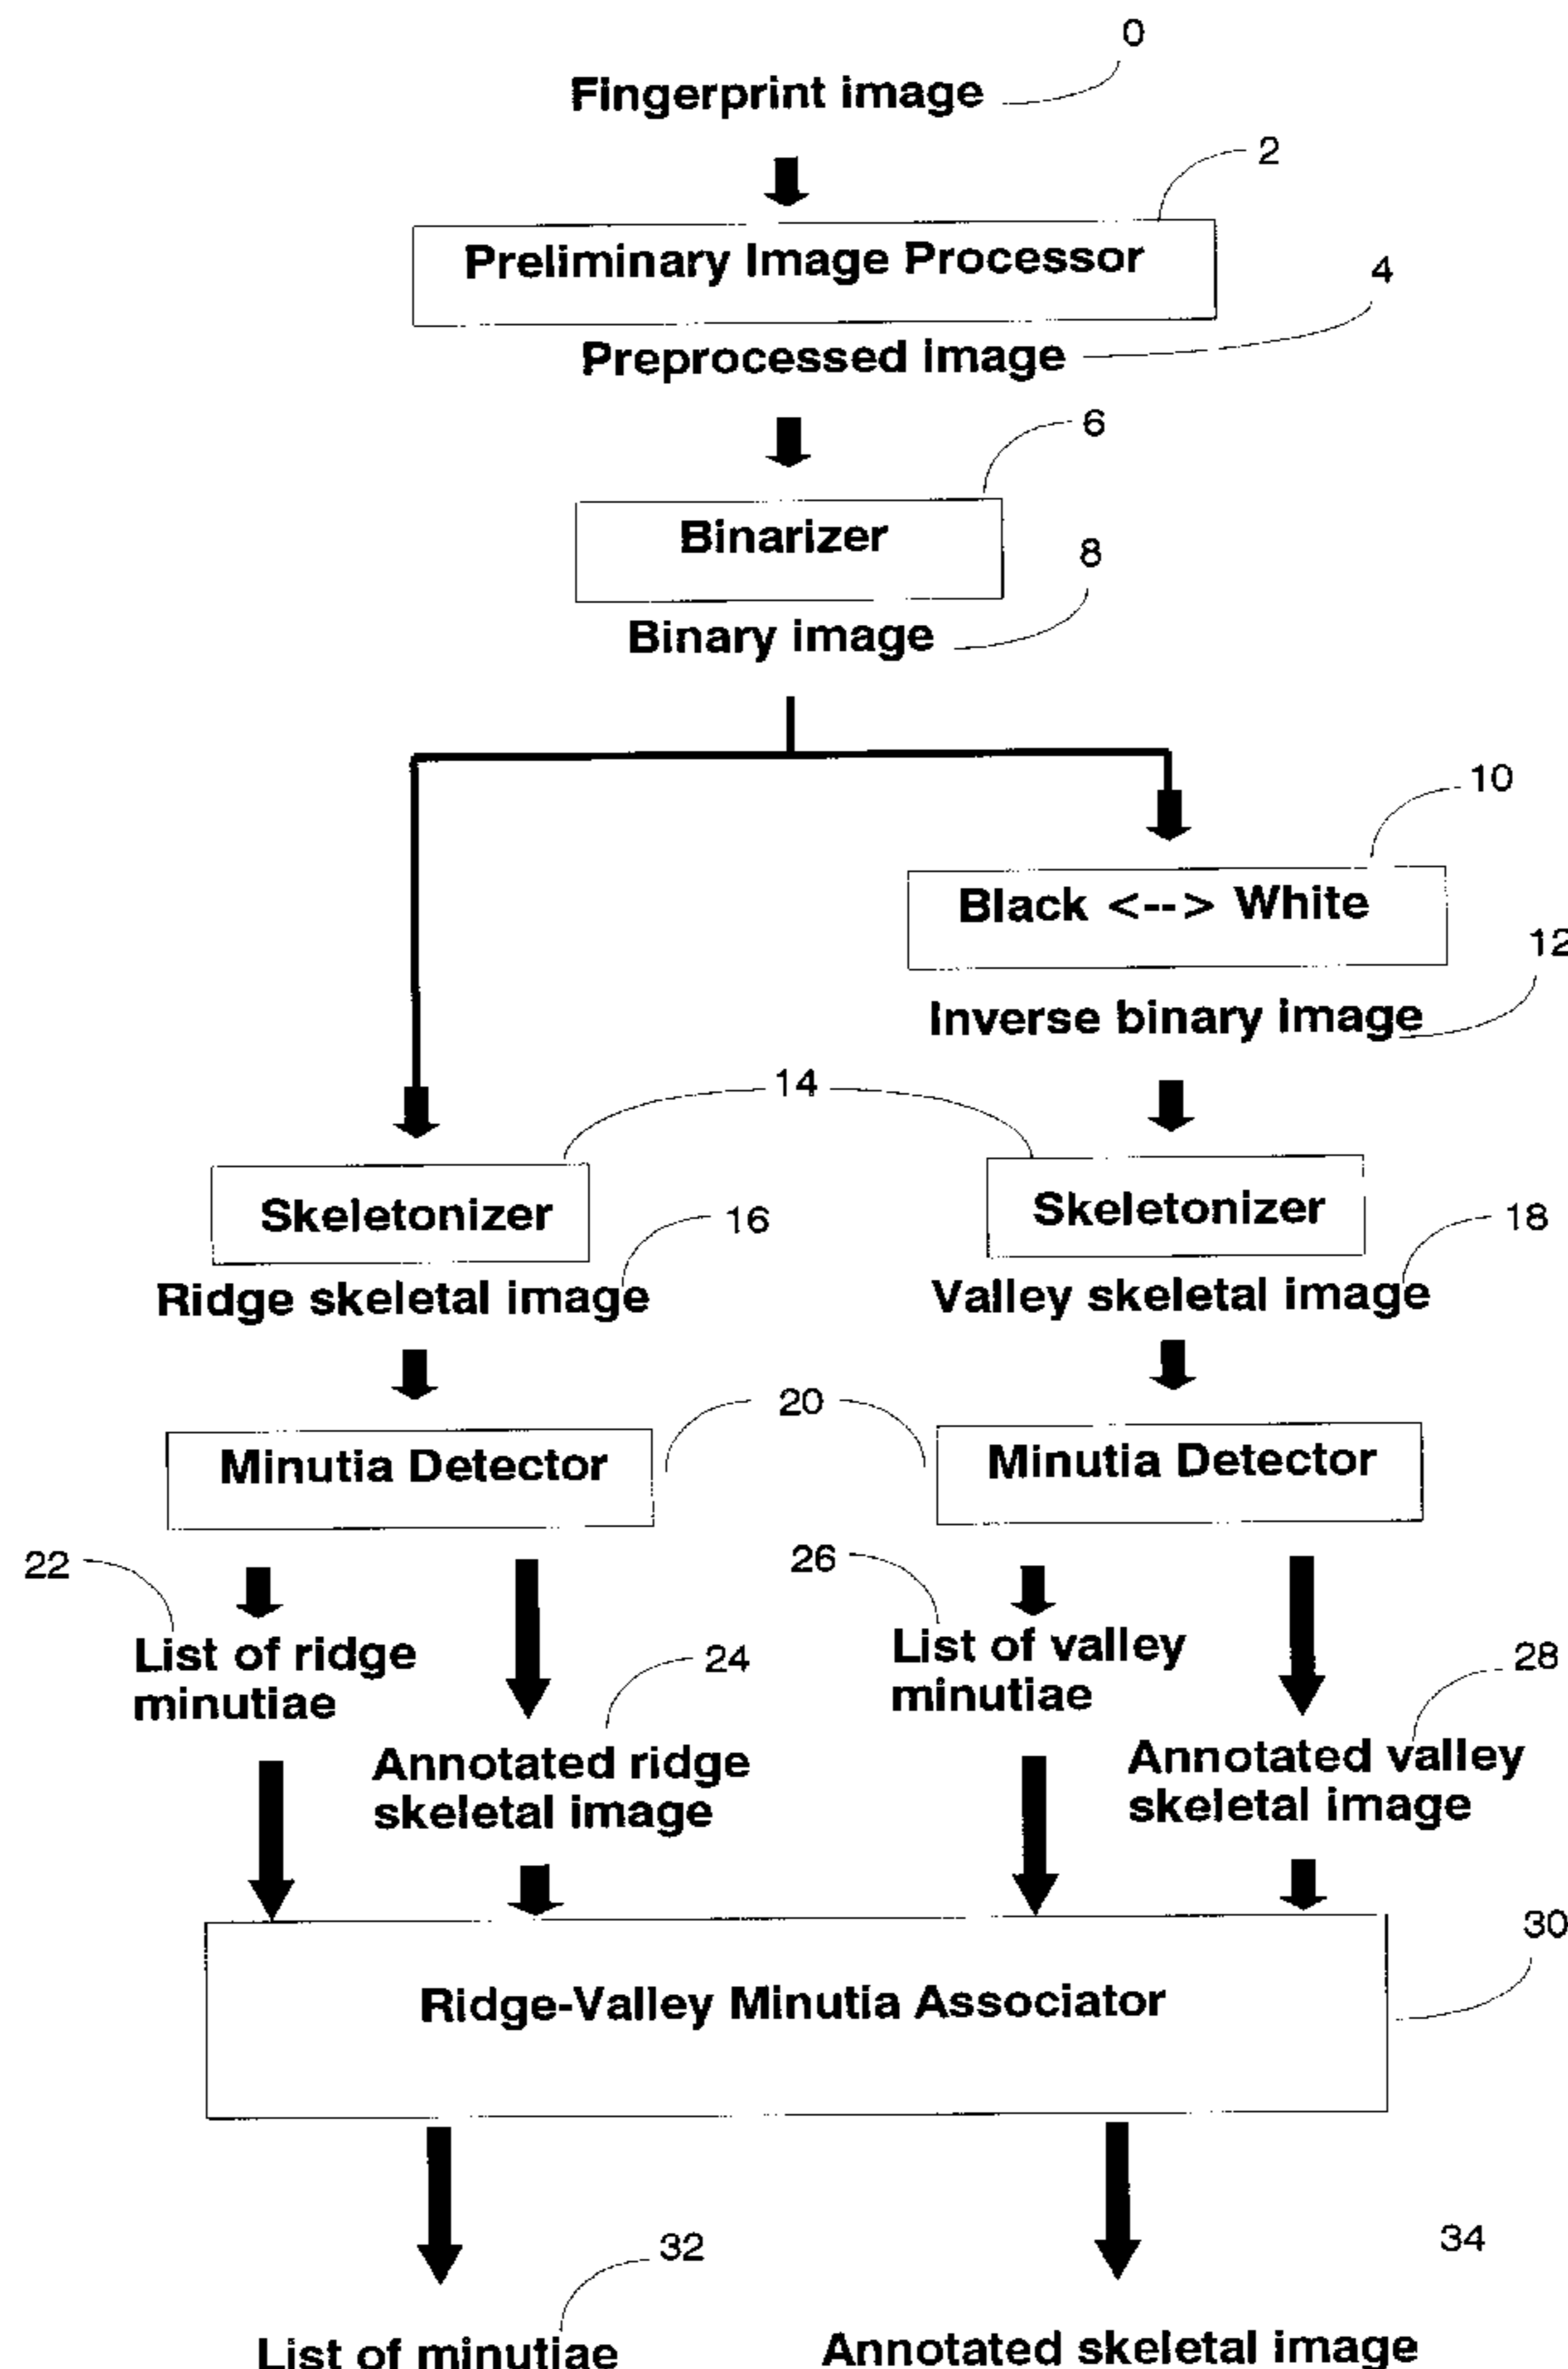 0
Fingerprint image
2
Preliminary Image Processor
4
Preprocessed image
6
Binarizer
8
Binary image
10
Black <--> White
12
Inverse binary image
14
Skeletonizer
Skeletonizer
16
18
Ridge skeletal image
Valley skeletal image
20
Minutia Detector
Minutia Detector
22
26
List of ridge
minutiae
List of valley
minutiae
24
28
Annotated ridge
skeletal image
Annotated valley
skeletal image
30
Ridge-Valley Minutia Associator
32
34
List of minutiae
Annotated skeletal image